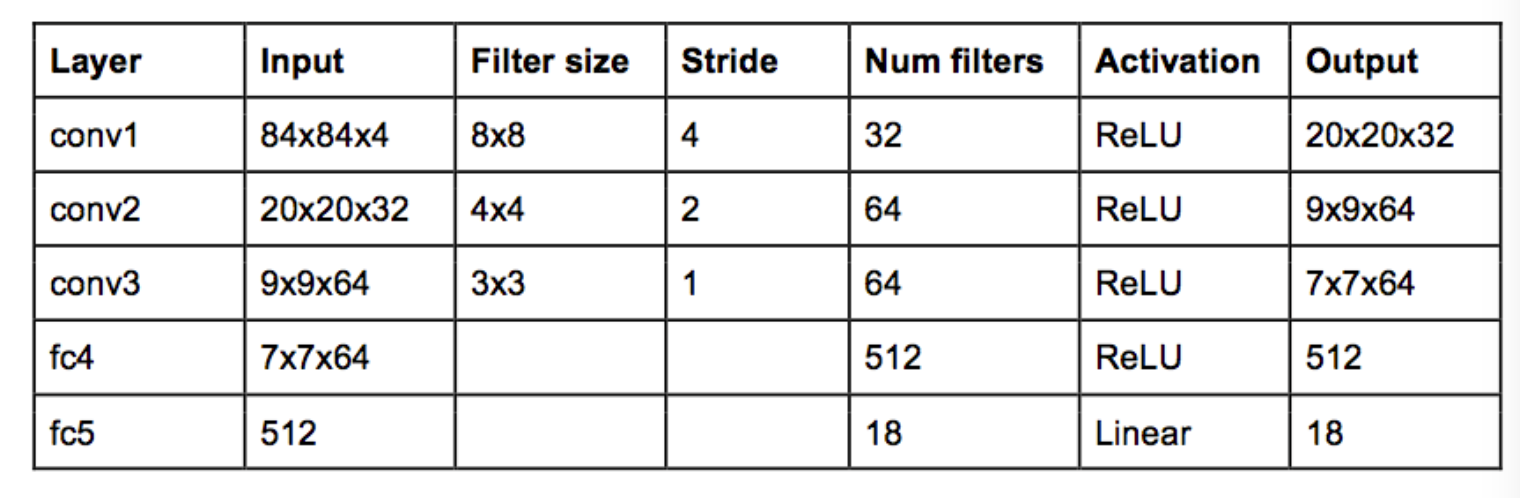 Layer Input Filter size Stride Num filters Activation Output
conv1 84x84x4 8x8 4 32 ReLU 20x20x32
conv2 20x20x32 4x4 2 64 ReLU 9x9x64
conv3 9x9x64 3x3 1 64 ReLU 7x7x64
fc4 7x7x64 512 ReLU 512
fc5 512 18 Linear 18